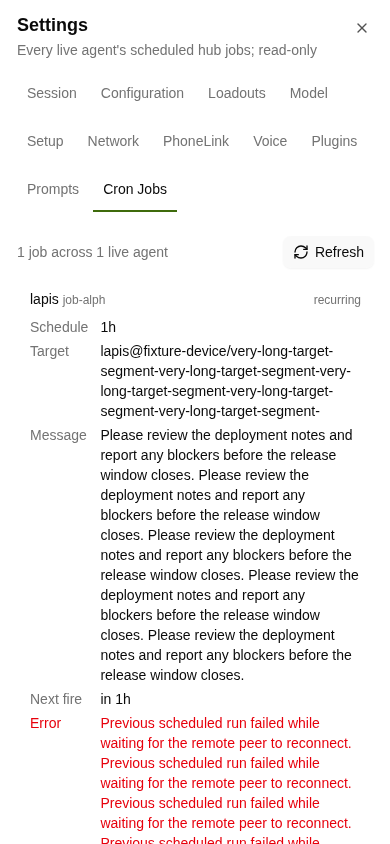 Settings
Every live agent's scheduled hub jobs; read-only
Session Configuration Loadouts Model
Setup Network PhoneLink Voice Plugins
Prompts Cron Jobs
1 job across 1 live agent Refresh
lapis job-alph recurring
Schedule 1h
Target lapis@fixture-device/very-long-target-
segment-very-long-target-segment-very-
long-target-segment-very-long-target-
segment-very-long-target-segment-
Message Please review the deployment notes and
report any blockers before the release
window closes. Please review the
deployment notes and report any
blockers before the release window
closes. Please review the deployment
notes and report any blockers before the
release window closes. Please review the
deployment notes and report any
blockers before the release window
closes. Please review the deployment
notes and report any blockers before the
release window closes.
Next fire in 1h
Error Previous scheduled run failed while
waiting for the remote peer to reconnect.
Previous scheduled run failed while
waiting for the remote peer to reconnect.
Previous scheduled run failed while
waiting for the remote peer to reconnect.
Previous scheduled run failed while